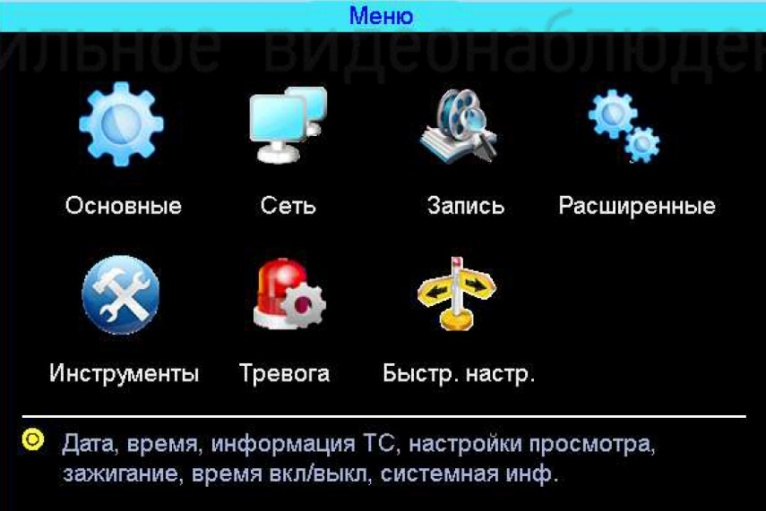 Меню
Основные Сеть Запись Расширенные
Инструменты Тревога Быстр. настр.
Дата, время, информация ТС, настройки просмотра,
зажигание, время вкл/выкл, системная инф.